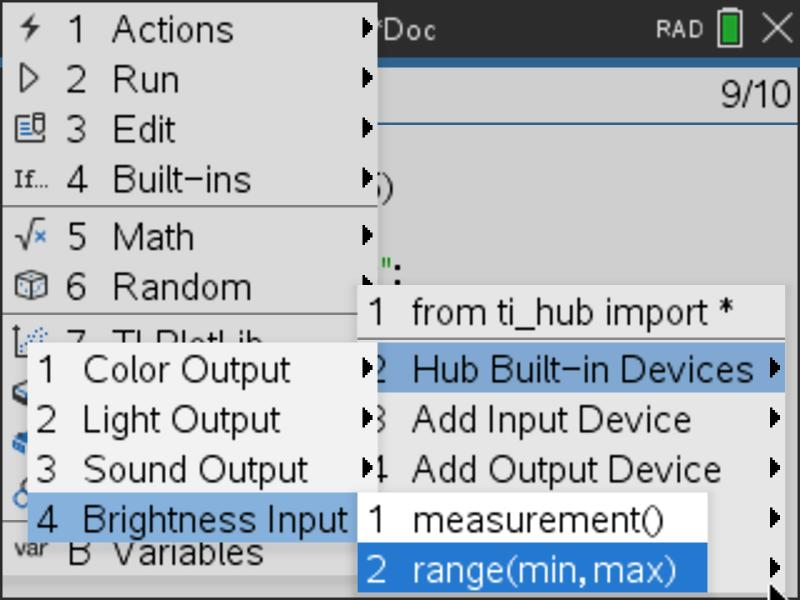 1 Actions
*Doc
RAD
2 Run
9/10
3 Edit
If... 4 Built-ins
)
5 Math
":
6 Random
1 from ti_hub import *
7 TI PlotLib
1 Color Output
2 Hub Built-in Devices
2 Light Output
3 Add Input Device
3 Sound Output
4 Add Output Device
4 Brightness Input
1 measurement()
var B Variables
2 range(min,max)